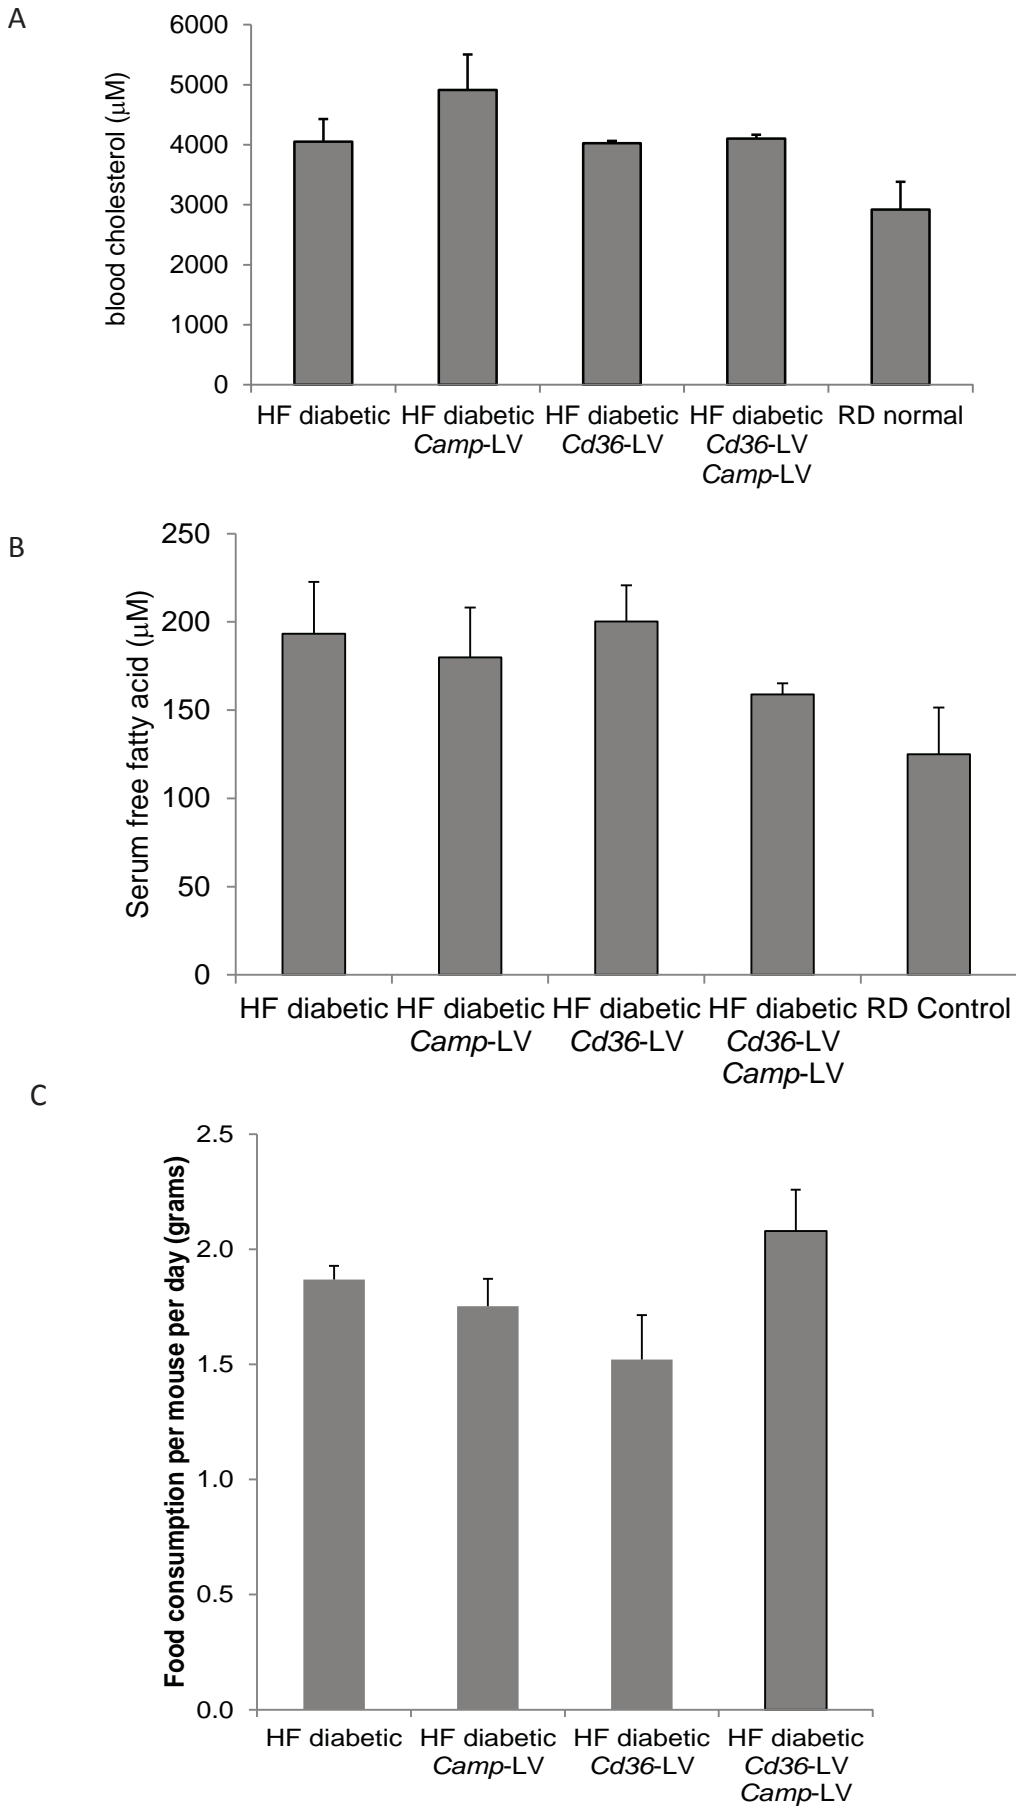 A
6000
5000
4000
3000
2000
1000
0
blood cholesterol (μM)
HF diabetic HF diabetic HF diabetic HF diabetic RD normal
Camp-LV Cd36-LV Cd36-LV
Camp-LV
B
250
200
150
100
50
0
Serum free fatty acid (μM)
HF diabetic HF diabetic HF diabetic HF diabetic RD Control
Camp-LV Cd36-LV Cd36-LV
Camp-LV
C
2.5
2.0
1.5
1.0
0.5
0.0
Food consumption per mouse per day (grams)
HF diabetic HF diabetic HF diabetic HF diabetic
Camp-LV Cd36-LV Cd36-LV
Camp-LV